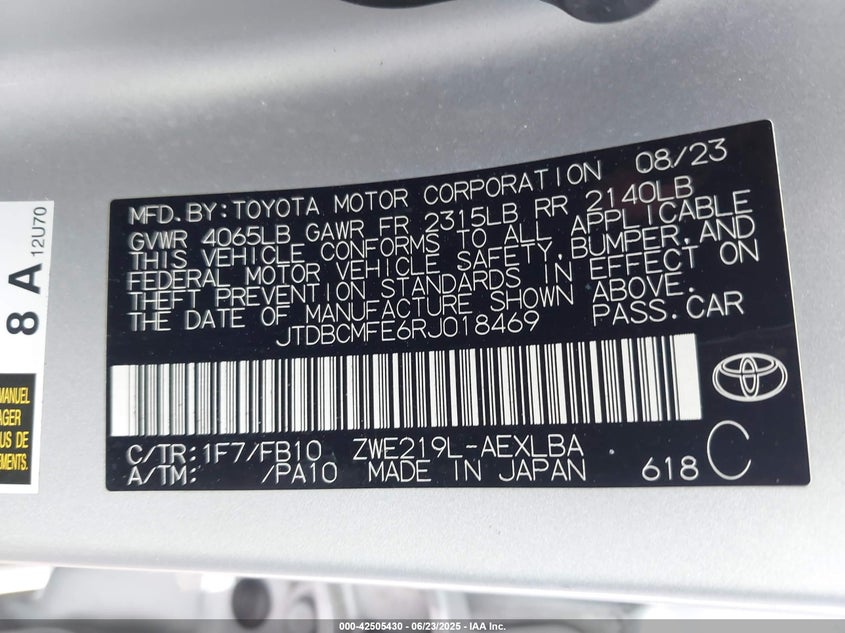 MFD. BY: TOYOTA MOTOR CORPORATION 08/23
GVWR 4065LB GAWR FR 2315LB RR 2140LB
THIS VEHICLE CONFORMS TO ALL APPLICABLE
FEDERAL MOTOR VEHICLE SAFETY, BUMPER, AND
THEFT PREVENTION STANDARDS IN EFFECT ON
THE DATE OF MANUFACTURE SHOWN ABOVE.
JTDBCMFE6RJ018469 PASS. CAR
C/TR: 1F7/FB10 ZWE219L-AEXLBA
A/TM: /PA10 MADE IN JAPAN 618 C
8 A
12U70
MANUEL
AGER
US DE
EMENTS.
000-42505430 - 06/23/2025 - IAA Inc.